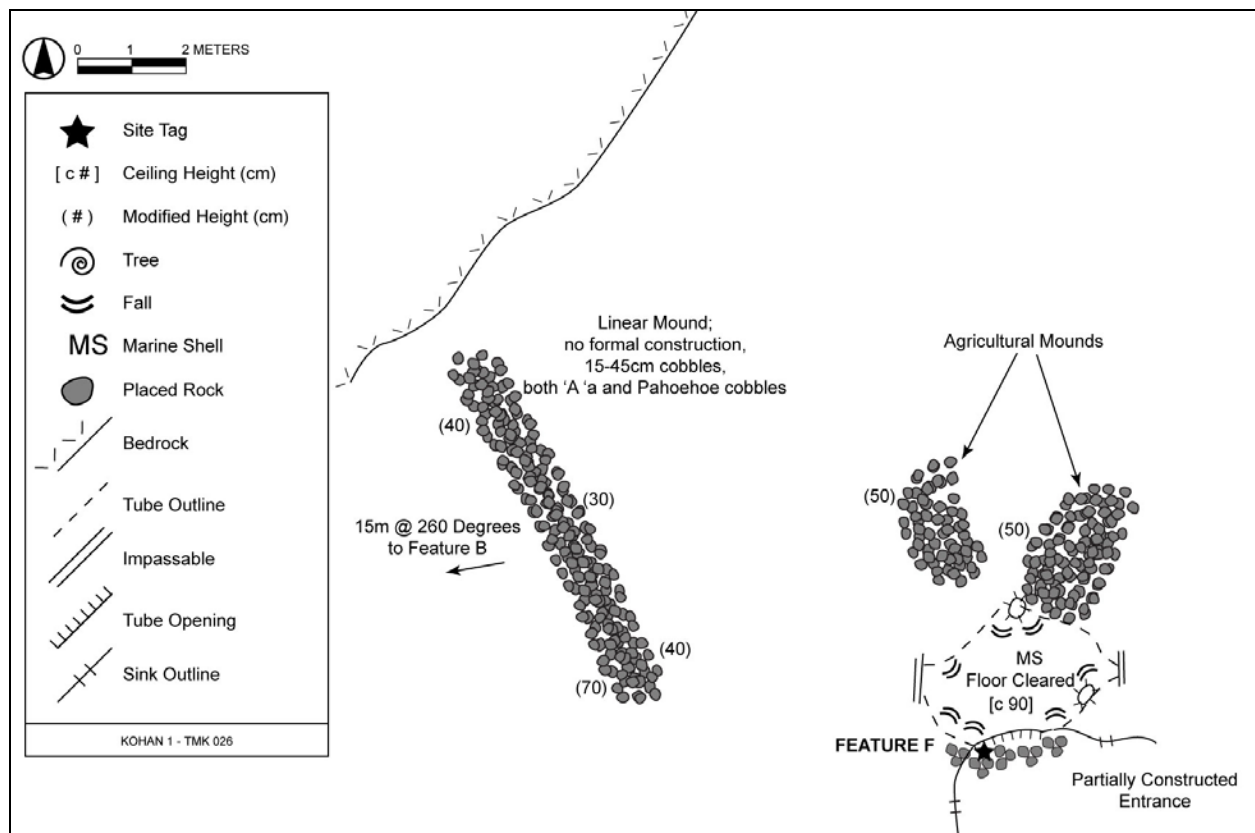 0 1 2 METERS
Site Tag
[ c # ] Ceiling Height (cm)
( # ) Modified Height (cm)
Tree
Fall
MS Marine Shell
Placed Rock
Bedrock
Tube Outline
Impassable
Tube Opening
Sink Outline
KOHAN 1 - TMK 026
Linear Mound;
no formal construction,
15-45cm cobbles,
both ‘A ‘a and Pahoehoe cobbles
(40)
(30)
15m @ 260 Degrees
to Feature B
(40)
(70)
Agricultural Mounds
(50)
(50)
MS
Floor Cleared
[c 90]
FEATURE F
Partially Constructed
Entrance